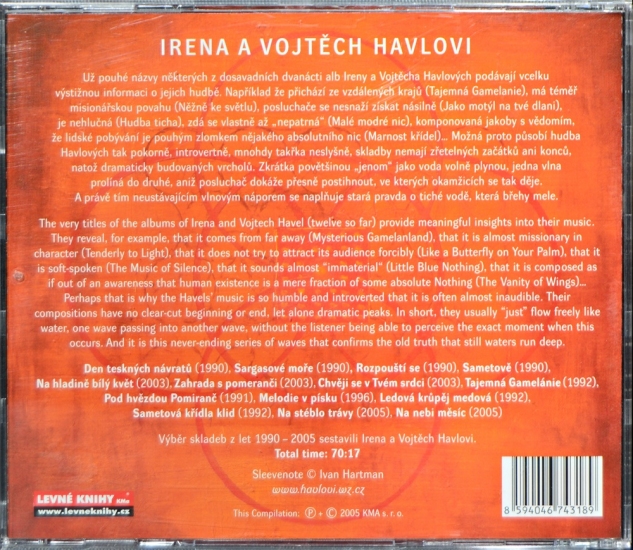 IRENA A VOJTĚCH HAVLOVI
Už pouhé názvy některých z dosavadních dvanácti alb Ireny a Vojtěcha Havlových podávají vcelku
výstižnou informaci o jejich hudbě. Například že přichází ze vzdálených krajů (Tajemná Gamelanie), má téměř
misionářskou povahu (Něžně ke světlu), posluchače se nesnaží získat násilně (Jako motýl na tvé dlani),
je nehlučná (Hudba ticha), zdá se vlastně až „nepatrná“ (Malé modré nic), komponovaná jakoby s vědomím,
že lidské pobývání je pouhým zlomkem nějakého absolutního nic (Marnost křídel)... Možná proto působí hudba
Havlových tak pokorně, introvertně, mnohdy takřka neslyšně, skladby nemají zřetelných začátků ani konců,
natož dramaticky budovaných vrcholů. Zkrátka povětšinou „jenom“ jako voda volně plynou, jedna vlna
prolíná do druhé, aniž posluchač dokáže přesně postihnout, ve kterých okamžicích se tak děje.
A právě tím neustávajícím vlnovým náporem se naplňuje stará pravda o tiché vodě, která břehy mele.
The very titles of the albums of Irena and Vojtech Havel (twelve so far) provide meaningful insights into their music.
They reveal, for example, that it comes from far away (Mysterious Gamelanland), that it is almost missionary in
character (Tenderly to Light), that it does not try to attract its audience forcibly (Like a Butterfly on Your Palm), that it
is soft-spoken (The Music of Silence), that it sounds almost “immaterial” (Little Blue Nothing), that it is composed as
if out of an awareness that human existence is a mere fraction of some absolute Nothing (The Vanity of Wings)...
Perhaps that is why the Havels’ music is so humble and introverted that it is often almost inaudible. Their
compositions have no clear-cut beginning or end, let alone dramatic peaks. In short, they usually “just” flow freely like
water, one wave passing into another wave, without the listener being able to perceive the exact moment when this
occurs. And it is this never-ending series of waves that confirms the old truth that still waters run deep.
Den teskných návratů (1990), Sargasové moře (1990), Rozpouští se (1990), Sametově (1990),
Na hladině bílý květ (2003), Zahrada s pomeranči (2003), Chvěji se v Tvém srdci (2003), Tajemná Gamelánie (1992),
Pod hvězdou Pomiranč (1991), Melodie v písku (1996), Ledová krůpěj medová (1992),
Sametová křídla klid (1992), Na stéblo trávy (2005), Na nebi měsíc (2005)
Výběr skladeb z let 1990 – 2005 sestavili Irena a Vojtěch Havlovi.
Total time: 70:17
Sleevenote © Ivan Hartman
www.havlovi.wz.cz
LEVNÉ KNIHY KMa
www.levneknihy.cz
This Compilation: Ⓟ + © 2005 KMA s. r. o.
8 594046 743189